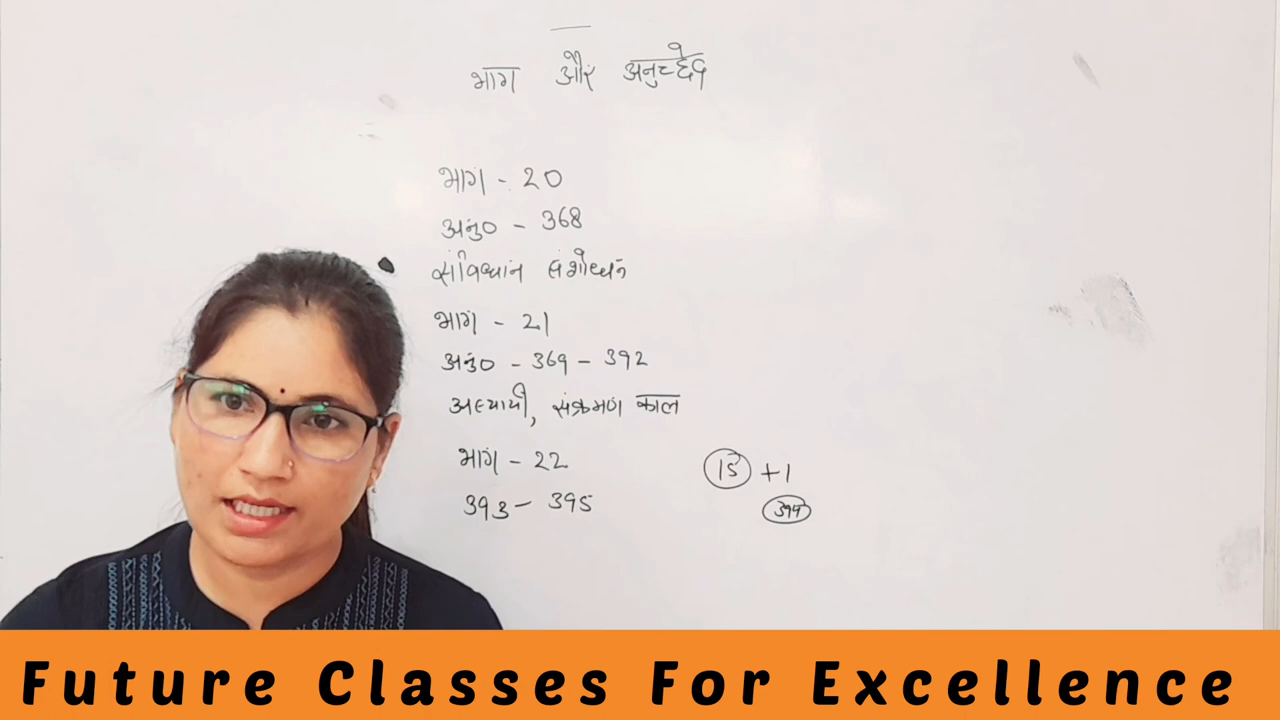 भाग और अनुच्छेद
भाग - 20
अनु० - 368
संविधान संशोधन
भाग - 21
अनु० - 369 - 392
अस्थायी, संक्रमण काल
भाग - 22
393 - 395
15 + 1
394
Future Classes For Excellence